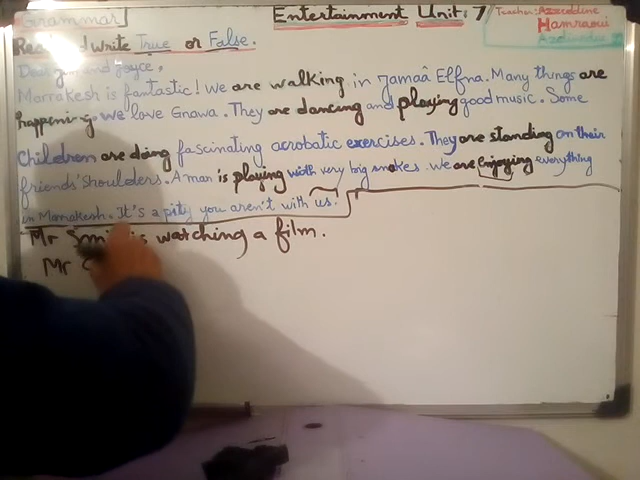 Grammar
Entertainment Unit: 7
Teacher: Azeddine
Hamraoui
Read and Write True or False.
Dear and Joyce,
Marrakesh is fantastic! We are walking in Jamaâ Elfna. Many things are
happening We love Gnawa. They are dancing and playing good music. Some
Children are doing fascinating acrobatic exercises. They are standing on their
friends' Shoulders. A man is playing with very big snakes. We are enjoying everything
in Marrakesh. It's a pity you aren't with us.
Mr is watching a film.
Mr